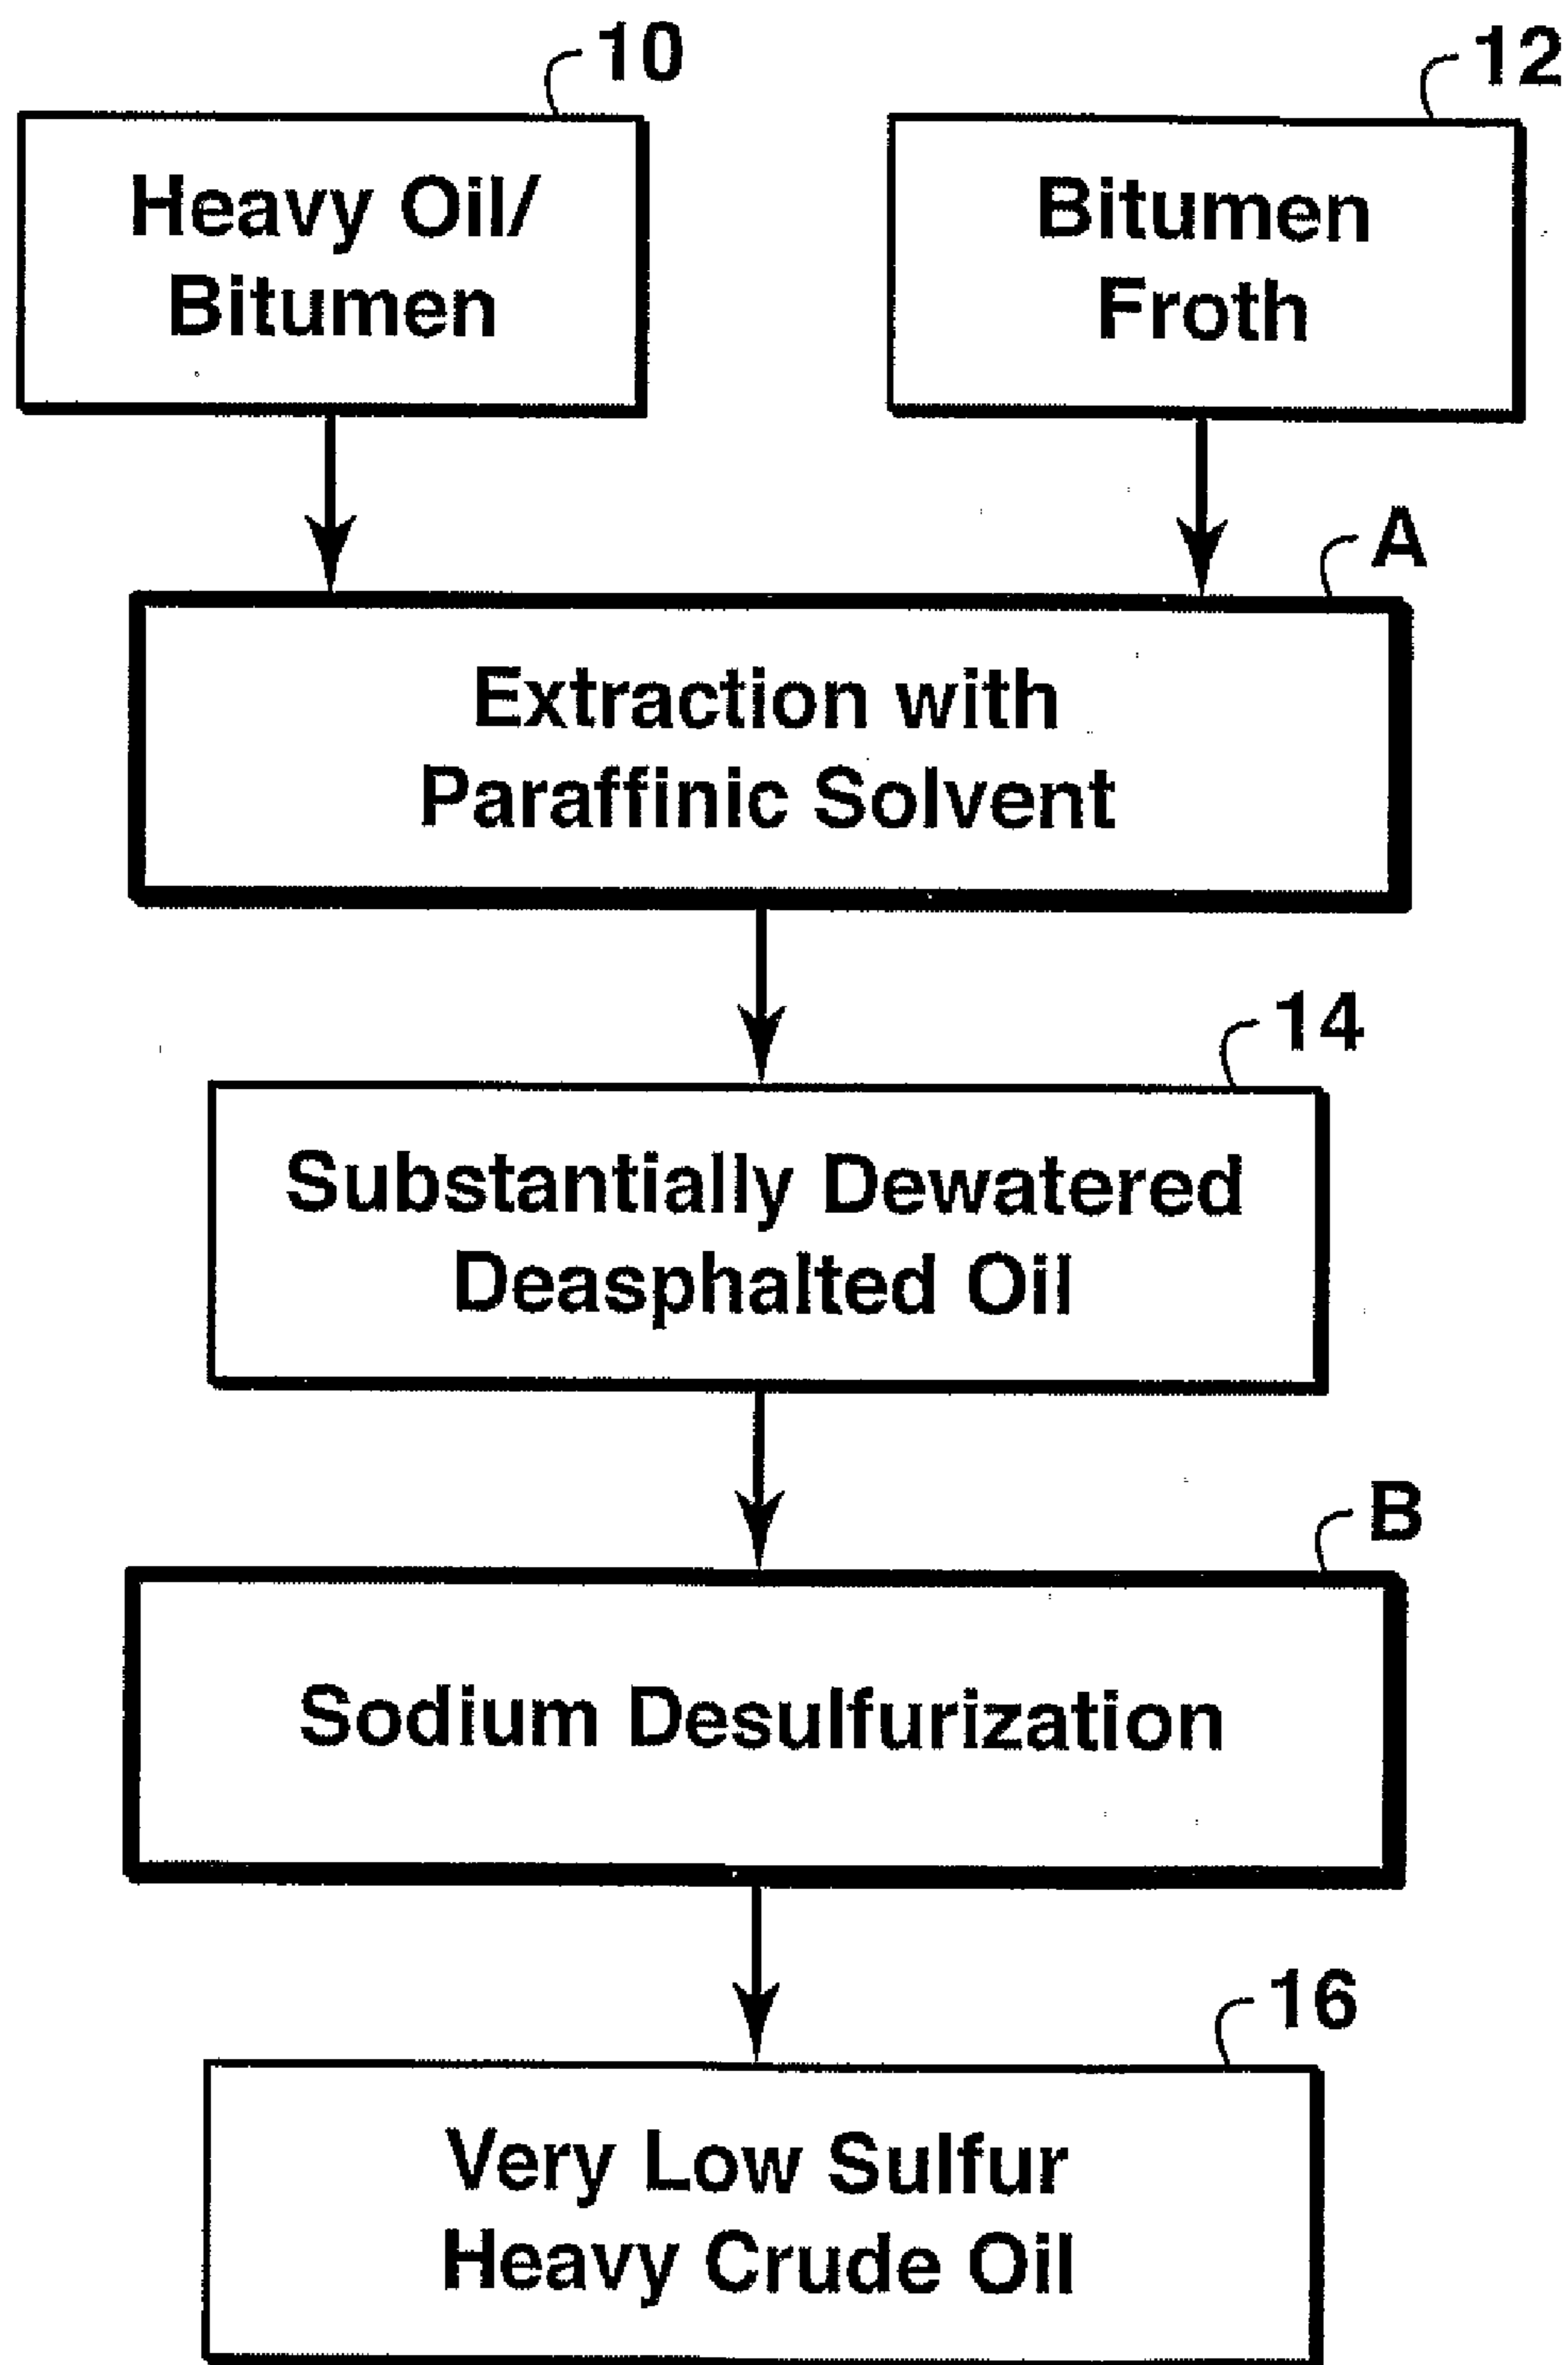 10
12
Heavy Oil/
Bitumen
Bitumen
Froth
A
Extraction with
Paraffinic Solvent
14
Substantially Dewatered
Deasphalted Oil
B
Sodium Desulfurization
16
Very Low Sulfur
Heavy Crude Oil